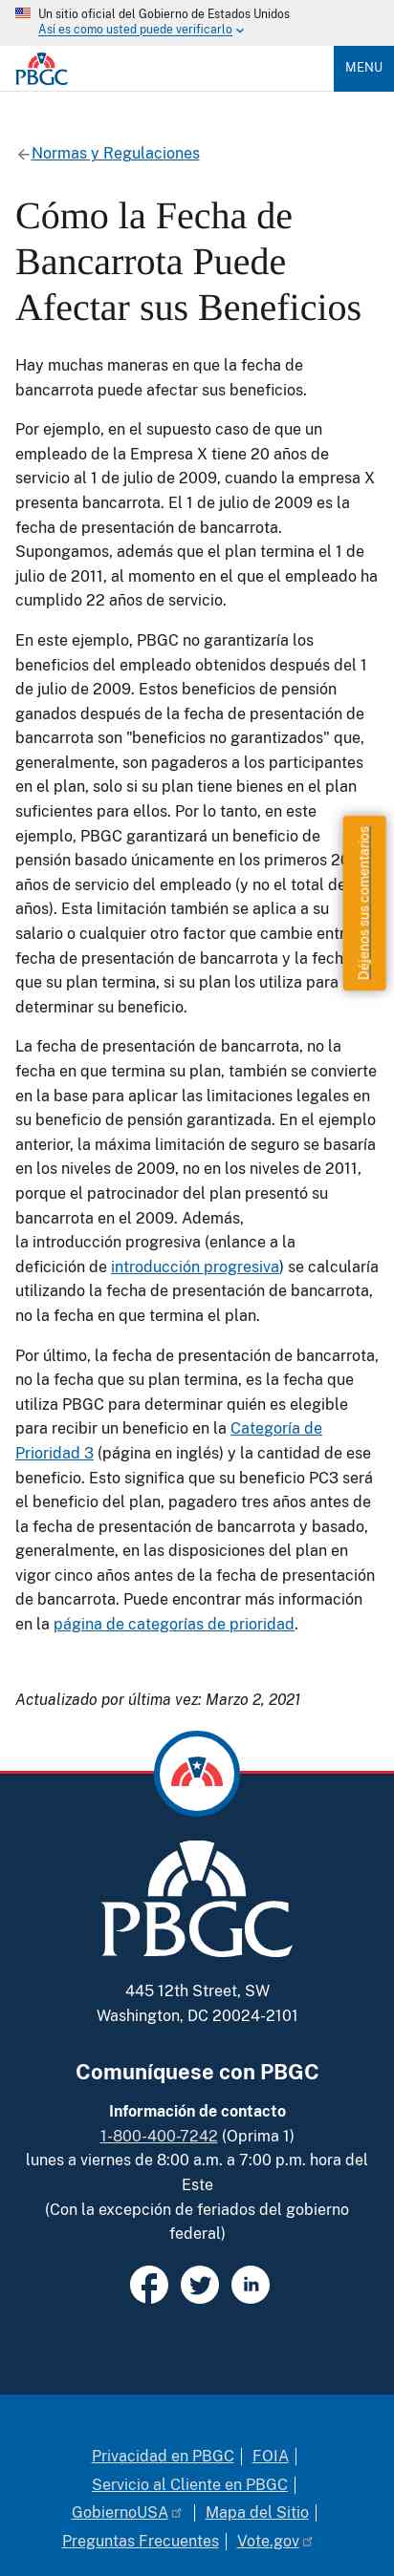 Un sitio oficial del Gobierno de Estados Unidos
Así es como usted puede verificarlo
PBGC
MENU
Normas y Regulaciones
Cómo la Fecha de
Bancarrota Puede
Afectar sus Beneficios
Hay muchas maneras en que la fecha de
bancarrota puede afectar sus beneficios.
Por ejemplo, en el supuesto caso de que un
empleado de la Empresa X tiene 20 años de
servicio al 1 de julio de 2009, cuando la empresa X
presenta bancarrota. El 1 de julio de 2009 es la
fecha de presentación de bancarrota.
Supongamos, además que el plan termina el 1 de
julio de 2011, al momento en el que el empleado ha
cumplido 22 años de servicio.
En este ejemplo, PBGC no garantizaría los
beneficios del empleado obtenidos después del 1
de julio de 2009. Estos beneficios de pensión
ganados después de la fecha de presentación de
bancarrota son "beneficios no garantizados" que,
generalmente, son pagaderos a los participantes
en el plan, solo si su plan tiene bienes en el plan
suficientes para ellos. Por lo tanto, en este
ejemplo, PBGC garantizará un beneficio de
pensión basado únicamente en los primeros
años de servicio del empleado (y no el total de
años). Esta limitación también se aplica a su
salario o cualquier otro factor que cambie
fecha de presentación de bancarrota y la
que su plan termina, si su plan los utiliza para
determinar su beneficio.
Déjenos sus comentarios
La fecha de presentación de bancarrota, no la
fecha en que termina su plan, también se convierte
en la base para aplicar las limitaciones legales en
su beneficio de pensión garantizada. En el ejemplo
anterior, la máxima limitación de seguro se basaría
en los niveles de 2009, no en los niveles de 2011,
porque el patrocinador del plan presentó su
bancarrota en el 2009. Además,
la introducción progresiva (enlance a la
deficición de introducción progresiva) se calcularía
utilizando la fecha de presentación de bancarrota,
no la fecha en que termina el plan.
Por último, la fecha de presentación de bancarrota,
no la fecha que su plan termina, es la fecha que
utiliza PBGC para determinar quién es elegible
para recibir un beneficio en la Categoría de
Prioridad 3 (página en inglés) y la cantidad de ese
beneficio. Esto significa que su beneficio PC3 será
el beneficio del plan, pagadero tres años antes de
la fecha de presentación de bancarrota y basado,
generalmente, en las disposiciones del plan en
vigor cinco años antes de la fecha de presentación
de bancarrota. Puede encontrar más información
en la página de categorías de prioridad.
Actualizado por última vez: Marzo 2, 2021
PBGC
445 12th Street, SW
Washington, DC 20024-2101
Comuníquese con PBGC
Información de contacto
1-800-400-7242 (Oprima 1)
lunes a viernes de 8:00 a.m. a 7:00 p.m. hora del
Este
(Con la excepción de feriados del gobierno
federal)
Privacidad en PBGC | FOIA |
Servicio al Cliente en PBGC |
GobiernoUSA | Mapa del Sitio |
Preguntas Frecuentes | Vote.gov